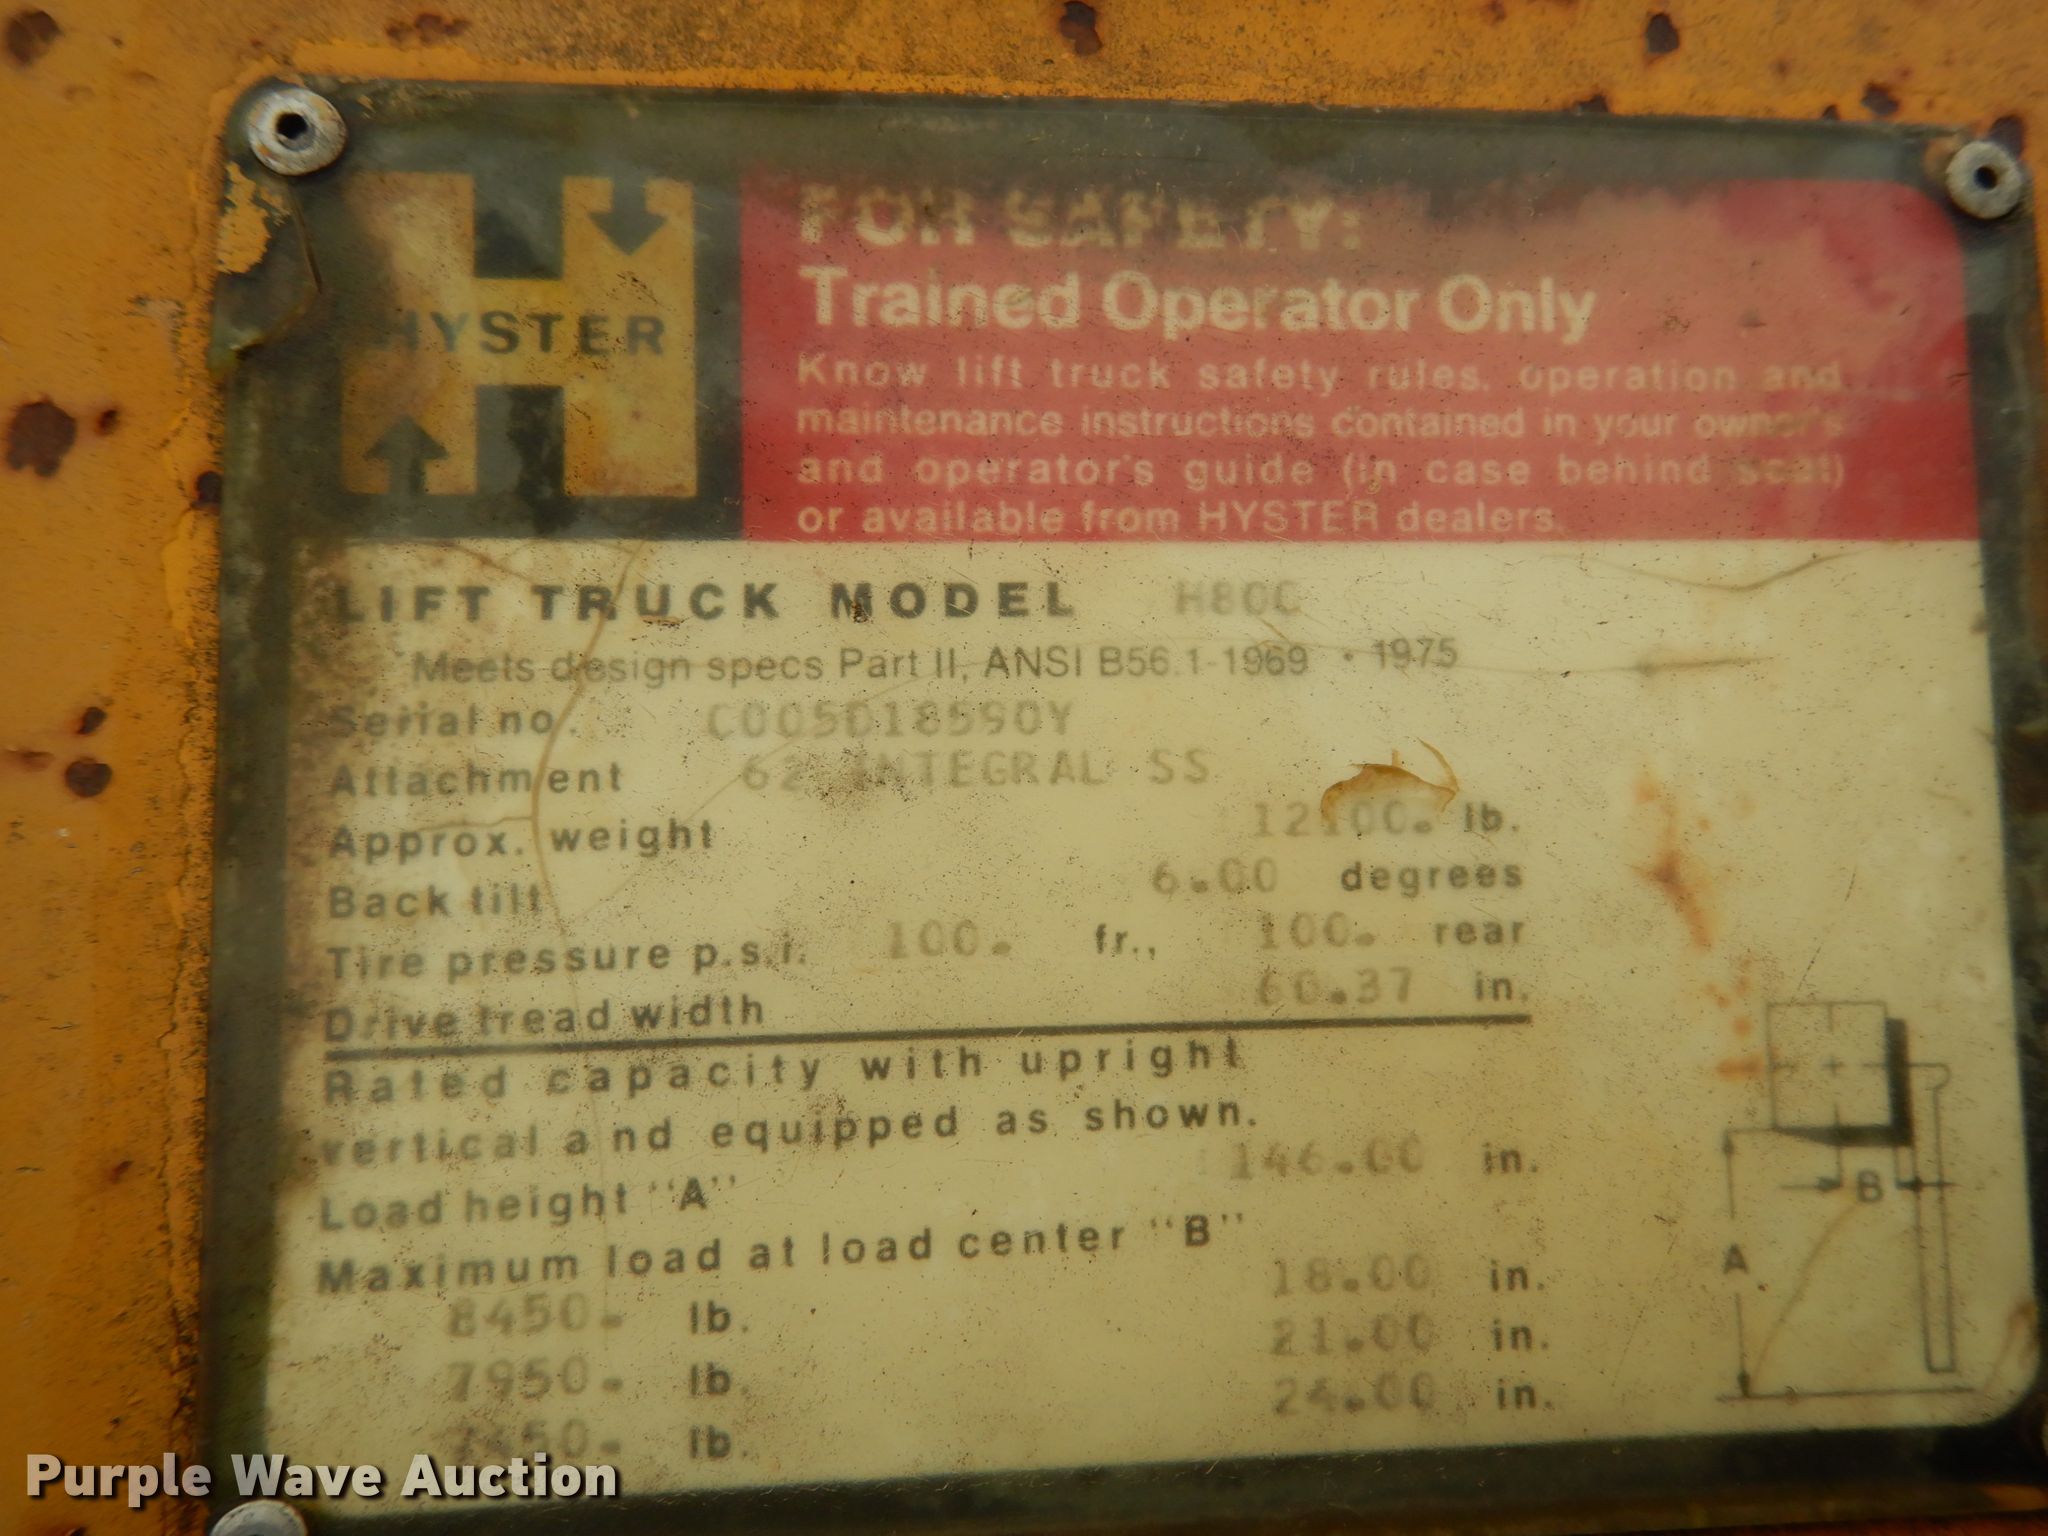 HYSTER
FOR SAFETY:
Trained Operator Only
Know lift truck safety rules, operation and
maintenance instructions contained in your owner's
and operator's guide (in case behind seat)
or available from HYSTER dealers.
LIFT TRUCK MODEL H80C
Meets design specs Part II, ANSI B56.1-1969 • 1975
Serial no. C005D18590Y
Attachment 62 INTEGRAL SS
Approx. weight 12100. lb.
Back tilt 6.00 degrees
Tire pressure p.s.i. 100. fr., 100. rear
Drive tread width 60.37 in.
Rated capacity with upright
vertical and equipped as shown.
Load height "A" 146.00 in.
Maximum load at load center "B"
8450. lb. 18.00 in.
7950. lb. 21.00 in.
7450. lb. 24.00 in.
B
A
Purple Wave Auction